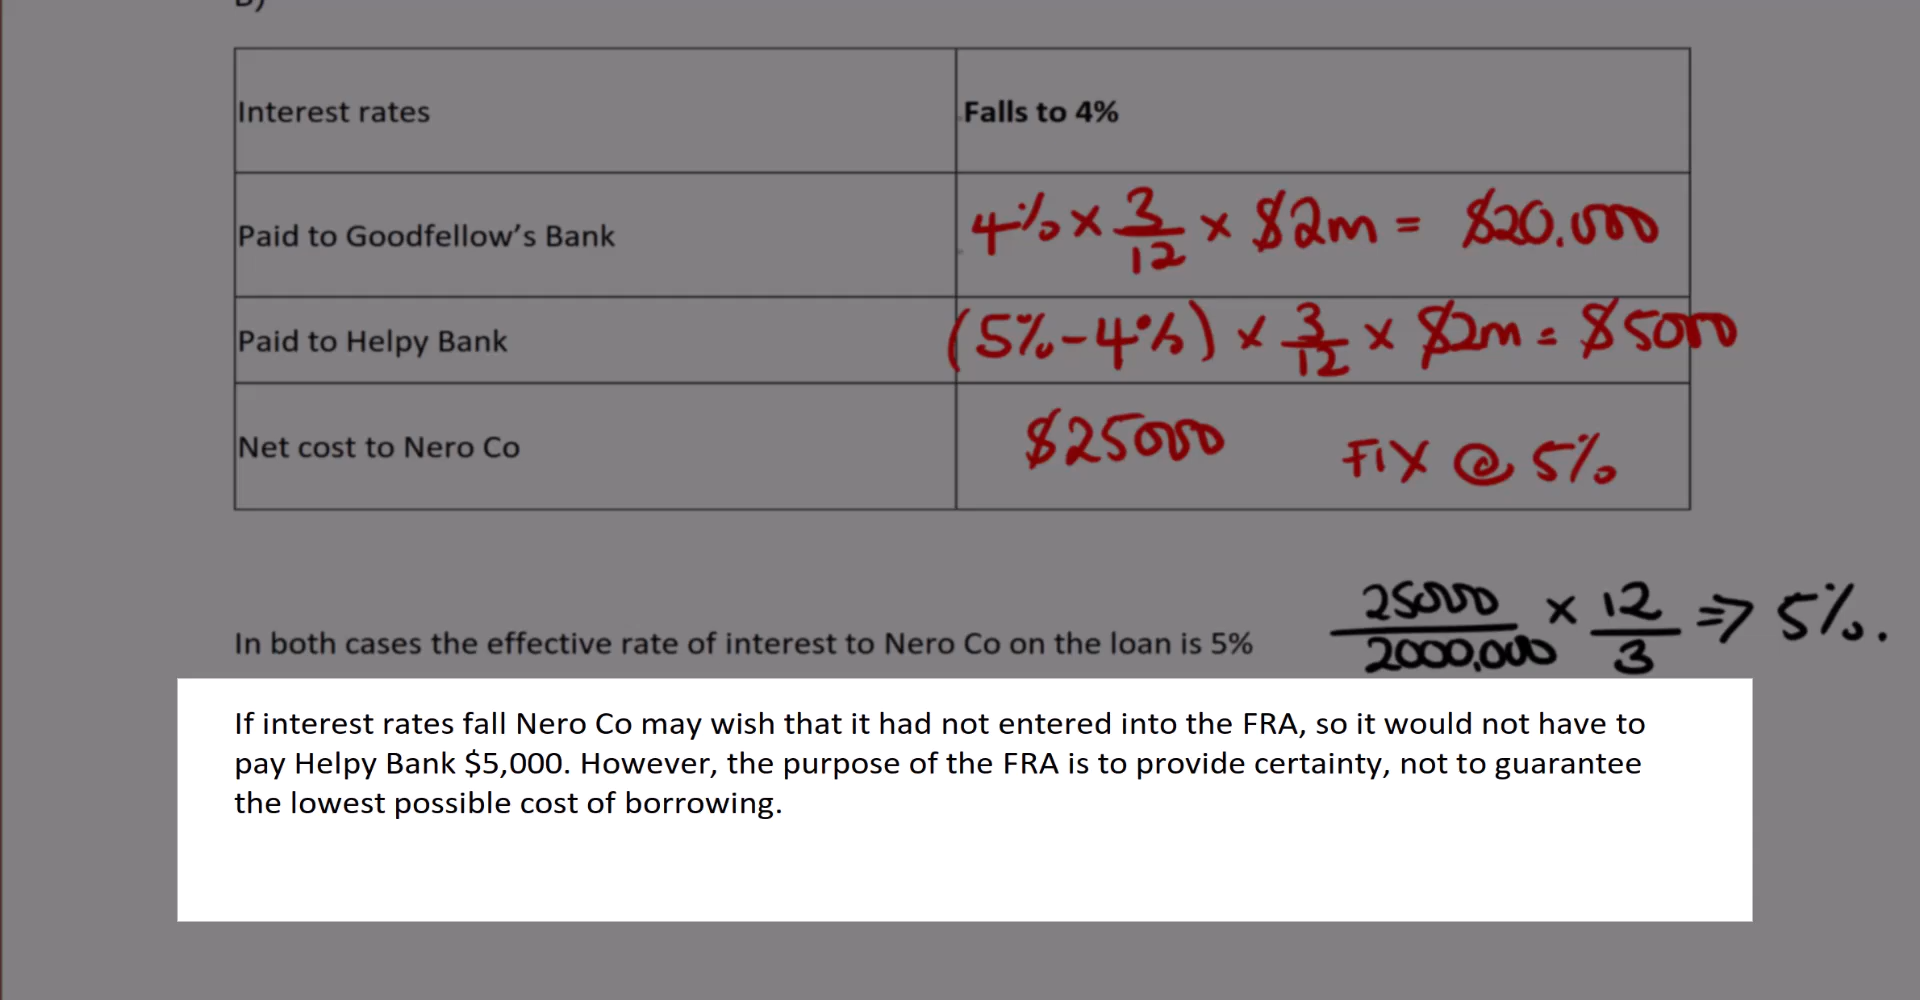 B)
Interest rates
Falls to 4%
Paid to Goodfellow's Bank
4% × 3/12 × $2m = $20.000
Paid to Helpy Bank
(5%-4%) × 3/12 × $2m = $5000
Net cost to Nero Co
$25000 FIX @ 5%
In both cases the effective rate of interest to Nero Co on the loan is 5%
25000/2000,000 × 12/3 => 5%.
If interest rates fall Nero Co may wish that it had not entered into the FRA, so it would not have to
pay Helpy Bank $5,000. However, the purpose of the FRA is to provide certainty, not to guarantee
the lowest possible cost of borrowing.